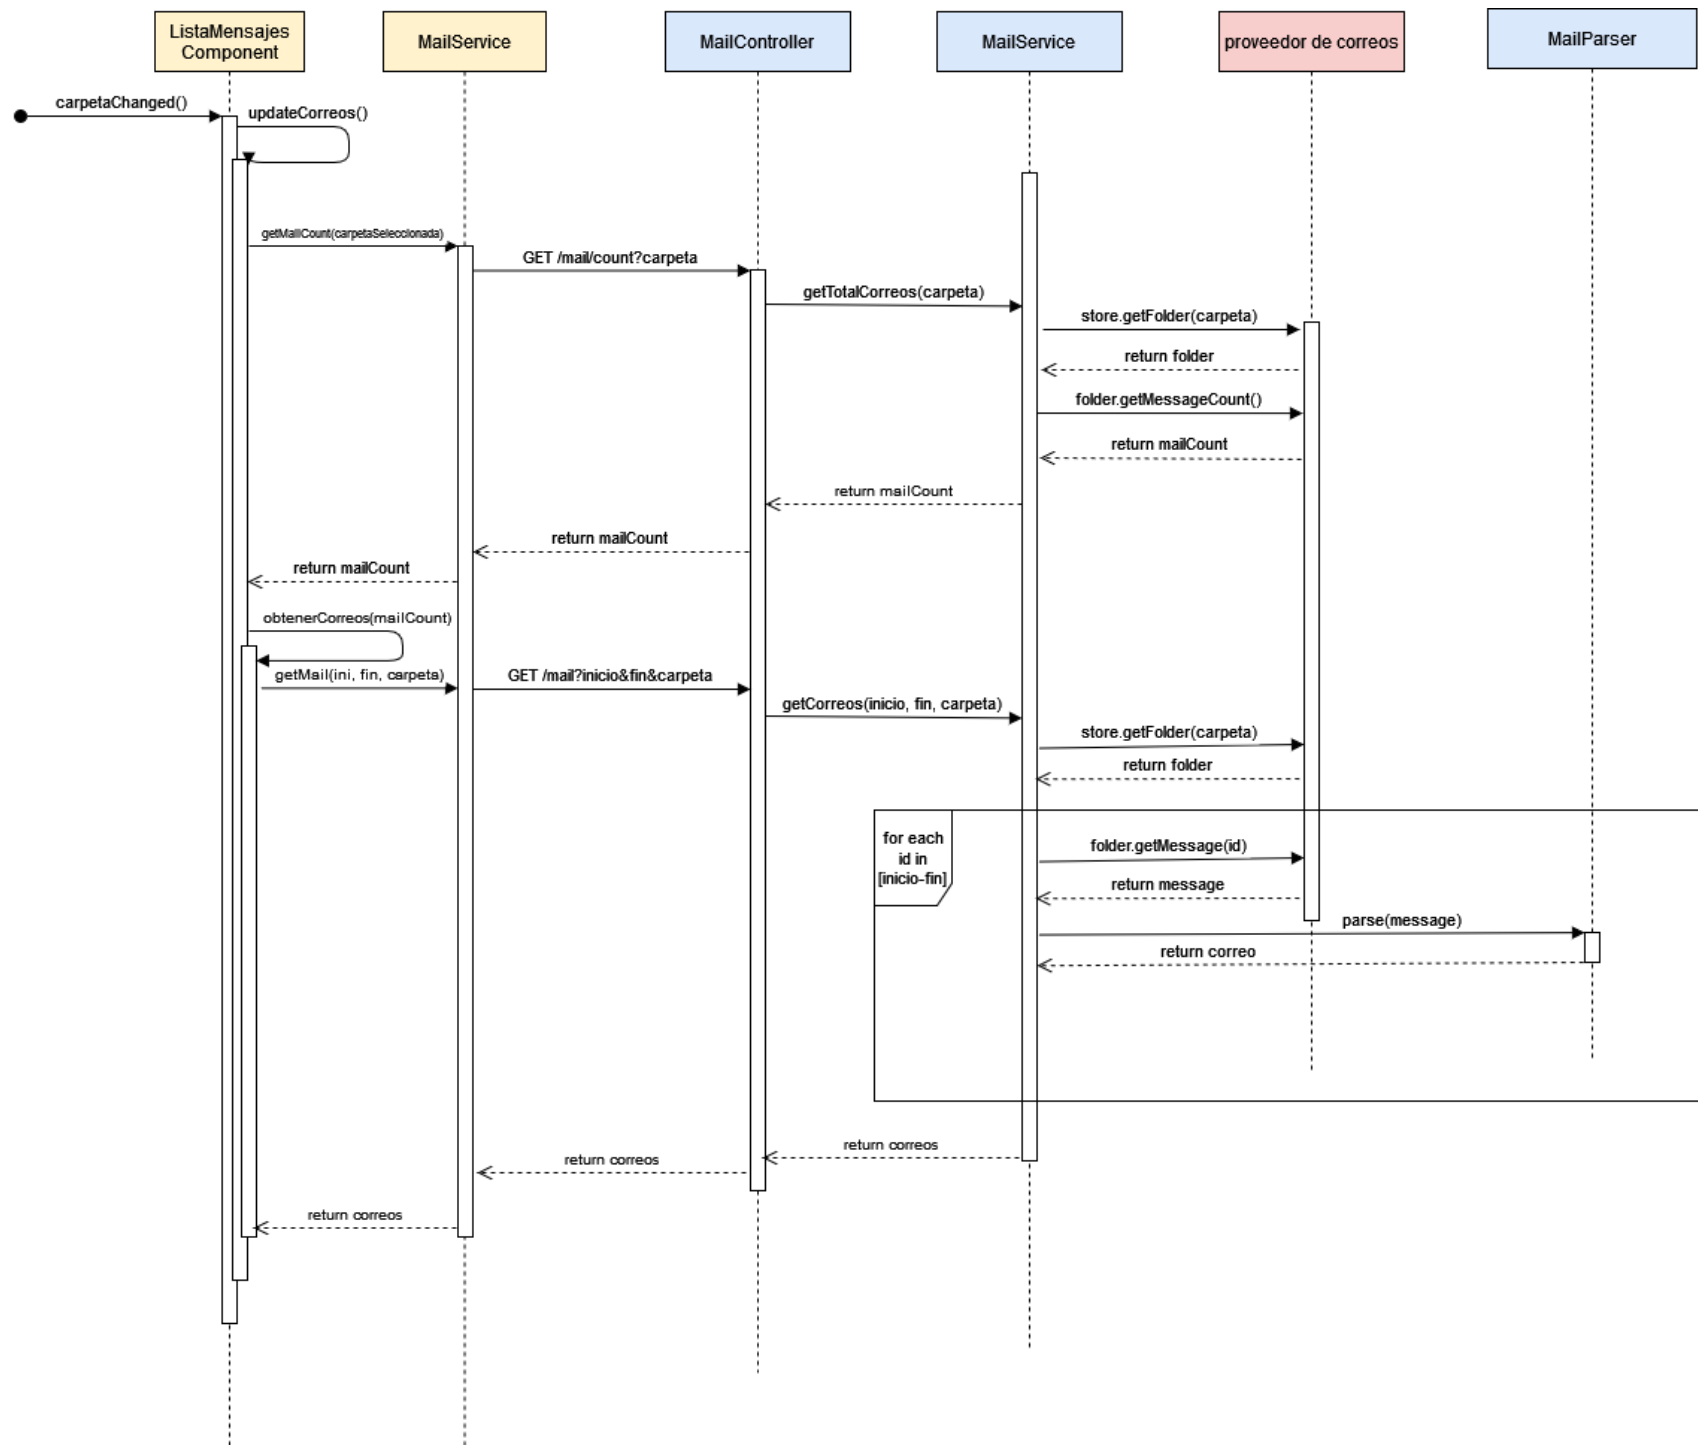 ListaMensajes
Component
MailService
MailController
MailService
proveedor de correos
MailParser
carpetaChanged()
updateCorreos()
getMailCount(carpetaSeleccionada)
GET /mail/count?carpeta
getTotalCorreos(carpeta)
store.getFolder(carpeta)
return folder
folder.getMessageCount()
return mailCount
return mailCount
return mailCount
return mailCount
obtenerCorreos(mailCount)
getMail(ini, fin, carpeta)
GET /mail?inicio&fin&carpeta
getCorreos(inicio, fin, carpeta)
store.getFolder(carpeta)
return folder
for each
id in
[inicio-fin]
folder.getMessage(id)
return message
parse(message)
return correo
return correos
return correos
return correos